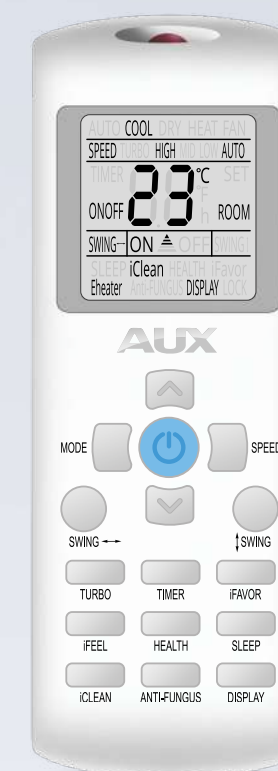 AUTO COOL DRY HEAT FAN
SPEED TURBO HIGH MID LOW AUTO
TIMER °C SET
23 °F
ONOFF h ROOM
SWING ON OFF SWING
SLEEP iClean HEALTH iFavor
Eheater Anti-FUNGUS DISPLAY LOCK
AUX
MODE SPEED
SWING SWING
TURBO TIMER iFAVOR
iFEEL HEALTH SLEEP
iCLEAN ANTI-FUNGUS DISPLAY